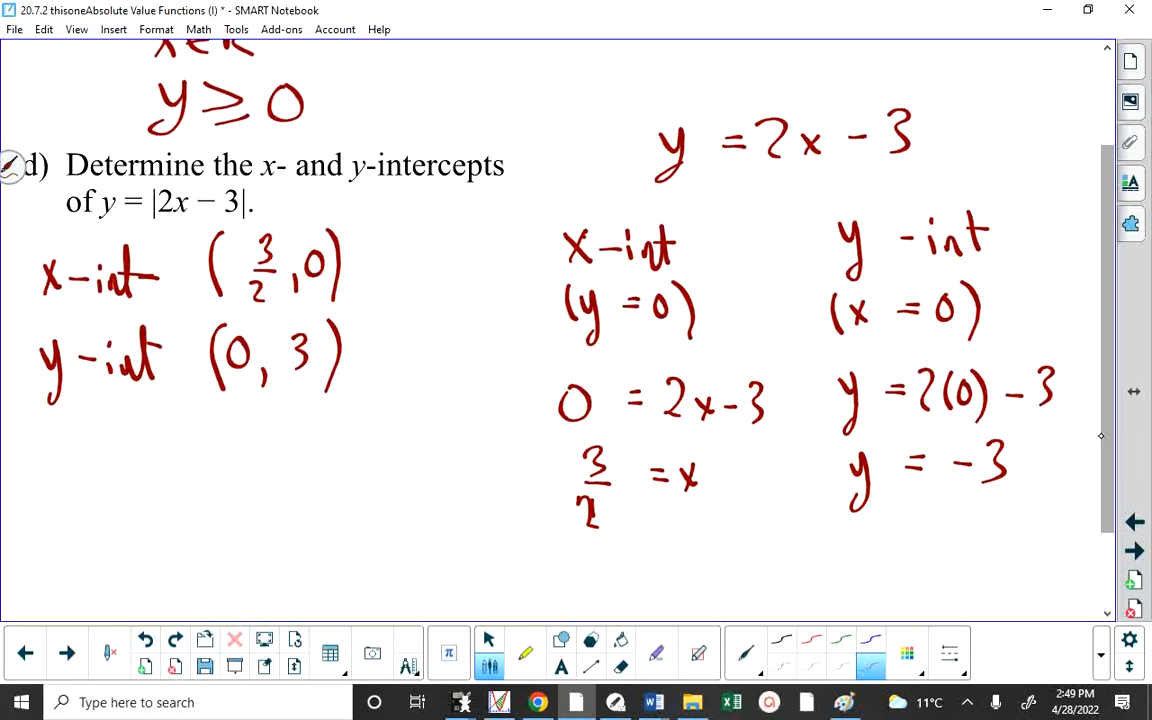 20.7.2 thisoneAbsolute Value Functions (I) * - SMART Notebook
File Edit View Insert Format Math Tools Add-ons Account Help
x ∈ R
y ≥ 0
d) Determine the x- and y-intercepts
of y = |2x − 3|.
x-int (3/2, 0)
y-int (0, 3)
y = 2x - 3
x-int
(y = 0)
0 = 2x-3
3/2 = x
y-int
(x = 0)
y = 2(0) - 3
y = -3
Type here to search
11°C
2:49 PM
4/28/2022